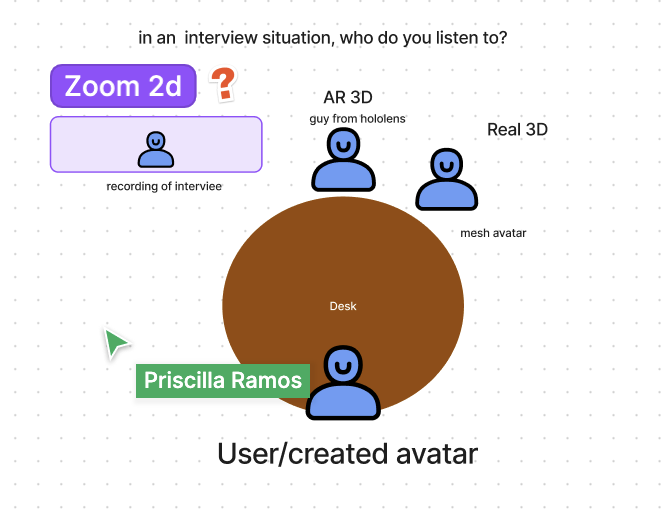 in an  interview situation, who do you listen to?
Zoom 2d
?
AR 3D
guy from hololens
Real 3D
recording of interviee
mesh avatar
Desk
Priscilla Ramos
User/created avatar